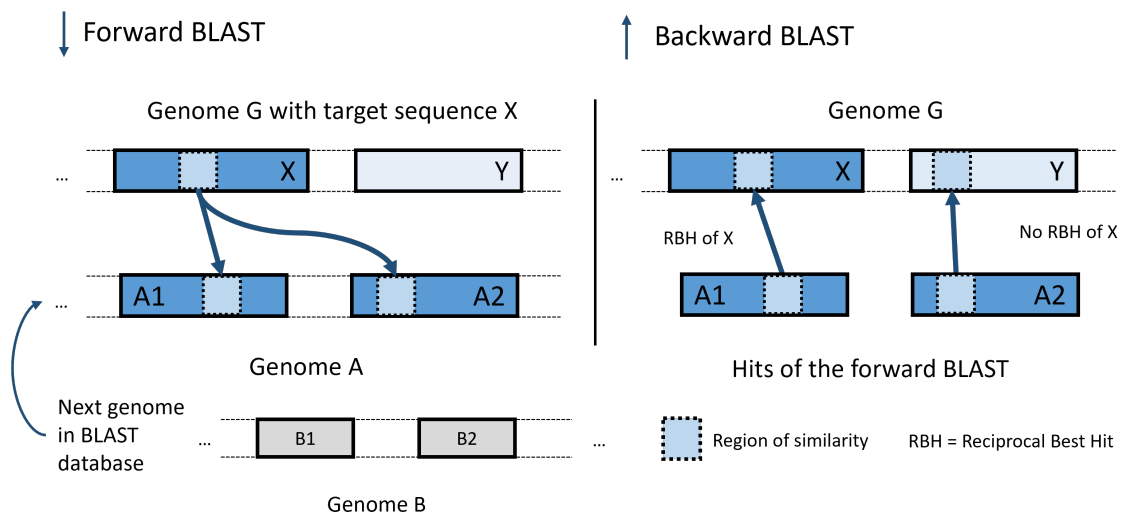 Forward BLAST
Genome G with target sequence X
... X Y
... A1 A2
Genome A
Next genome
in BLAST
database
... B1 B2 ...
Genome B
Backward BLAST
Genome G
... X Y
RBH of X
No RBH of X
A1 A2
Hits of the forward BLAST
Region of similarity
RBH = Reciprocal Best Hit